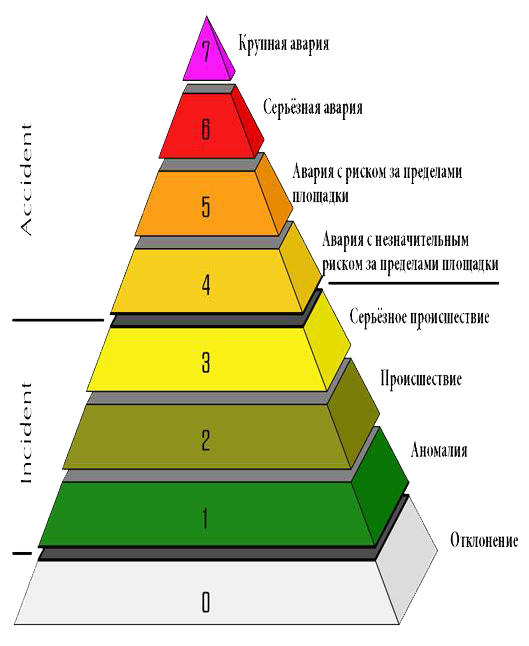 7
Крупная авария
6
Серьёзная авария
Accident
5
Авария с риском за пределами
площадки
4
Авария с незначительным
риском за пределами площадки
3
Серьёзное происшествие
Incident
2
Происшествие
1
Аномалия
0
Отклонение